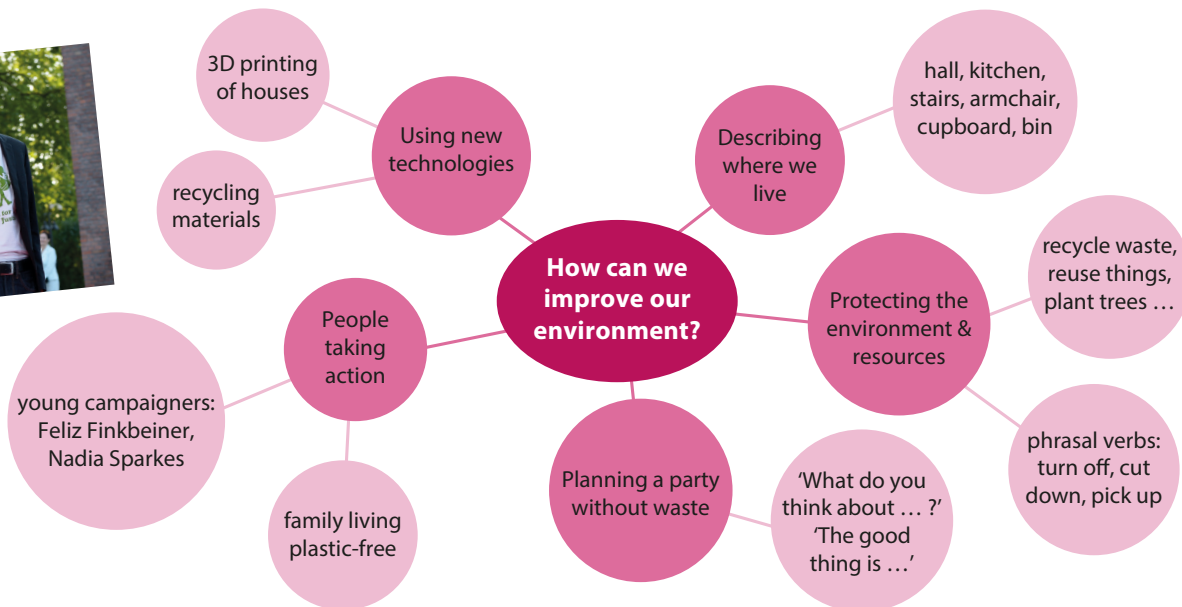 How can we
improve our
environment?
Using new
technologies
3D printing
of houses
recycling
materials
Describing
where we
live
hall, kitchen,
stairs, armchair,
cupboard, bin
Protecting the
environment &
resources
recycle waste,
reuse things,
plant trees …
phrasal verbs:
turn off, cut
down, pick up
Planning a party
without waste
‘What do you
think about … ?’
‘The good
thing is …’
People
taking
action
young campaigners:
Feliz Finkbeiner,
Nadia Sparkes
family living
plastic-free